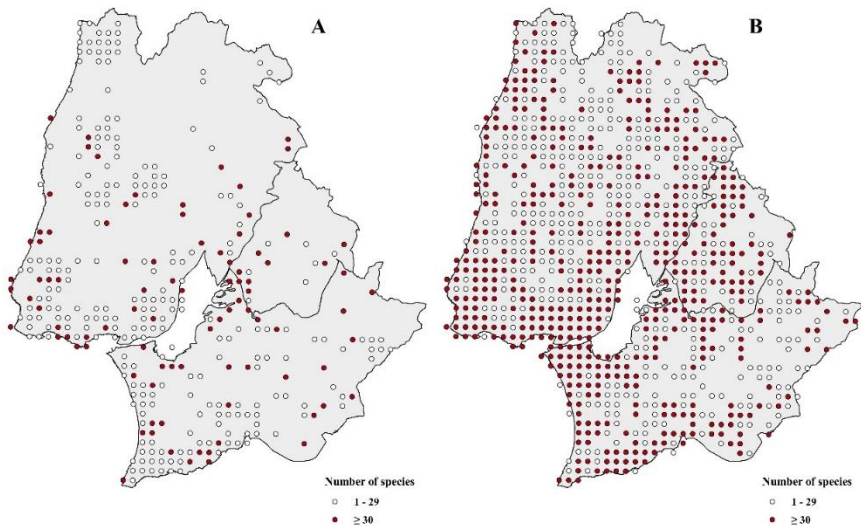 A
B
Number of species
1 - 29
≥ 30
Number of species
1 - 29
≥ 30